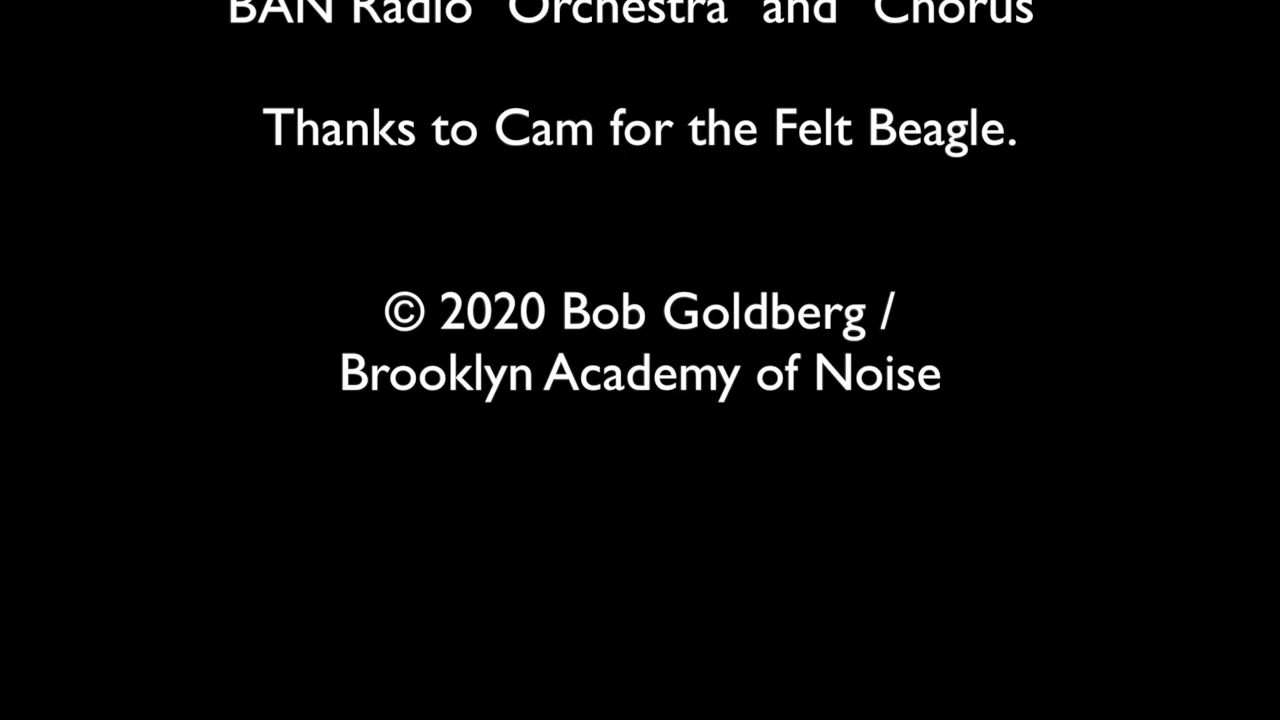 BAN Radio "Orchestra" and "Chorus"
Thanks to Cam for the Felt Beagle.
© 2020 Bob Goldberg /
Brooklyn Academy of Noise